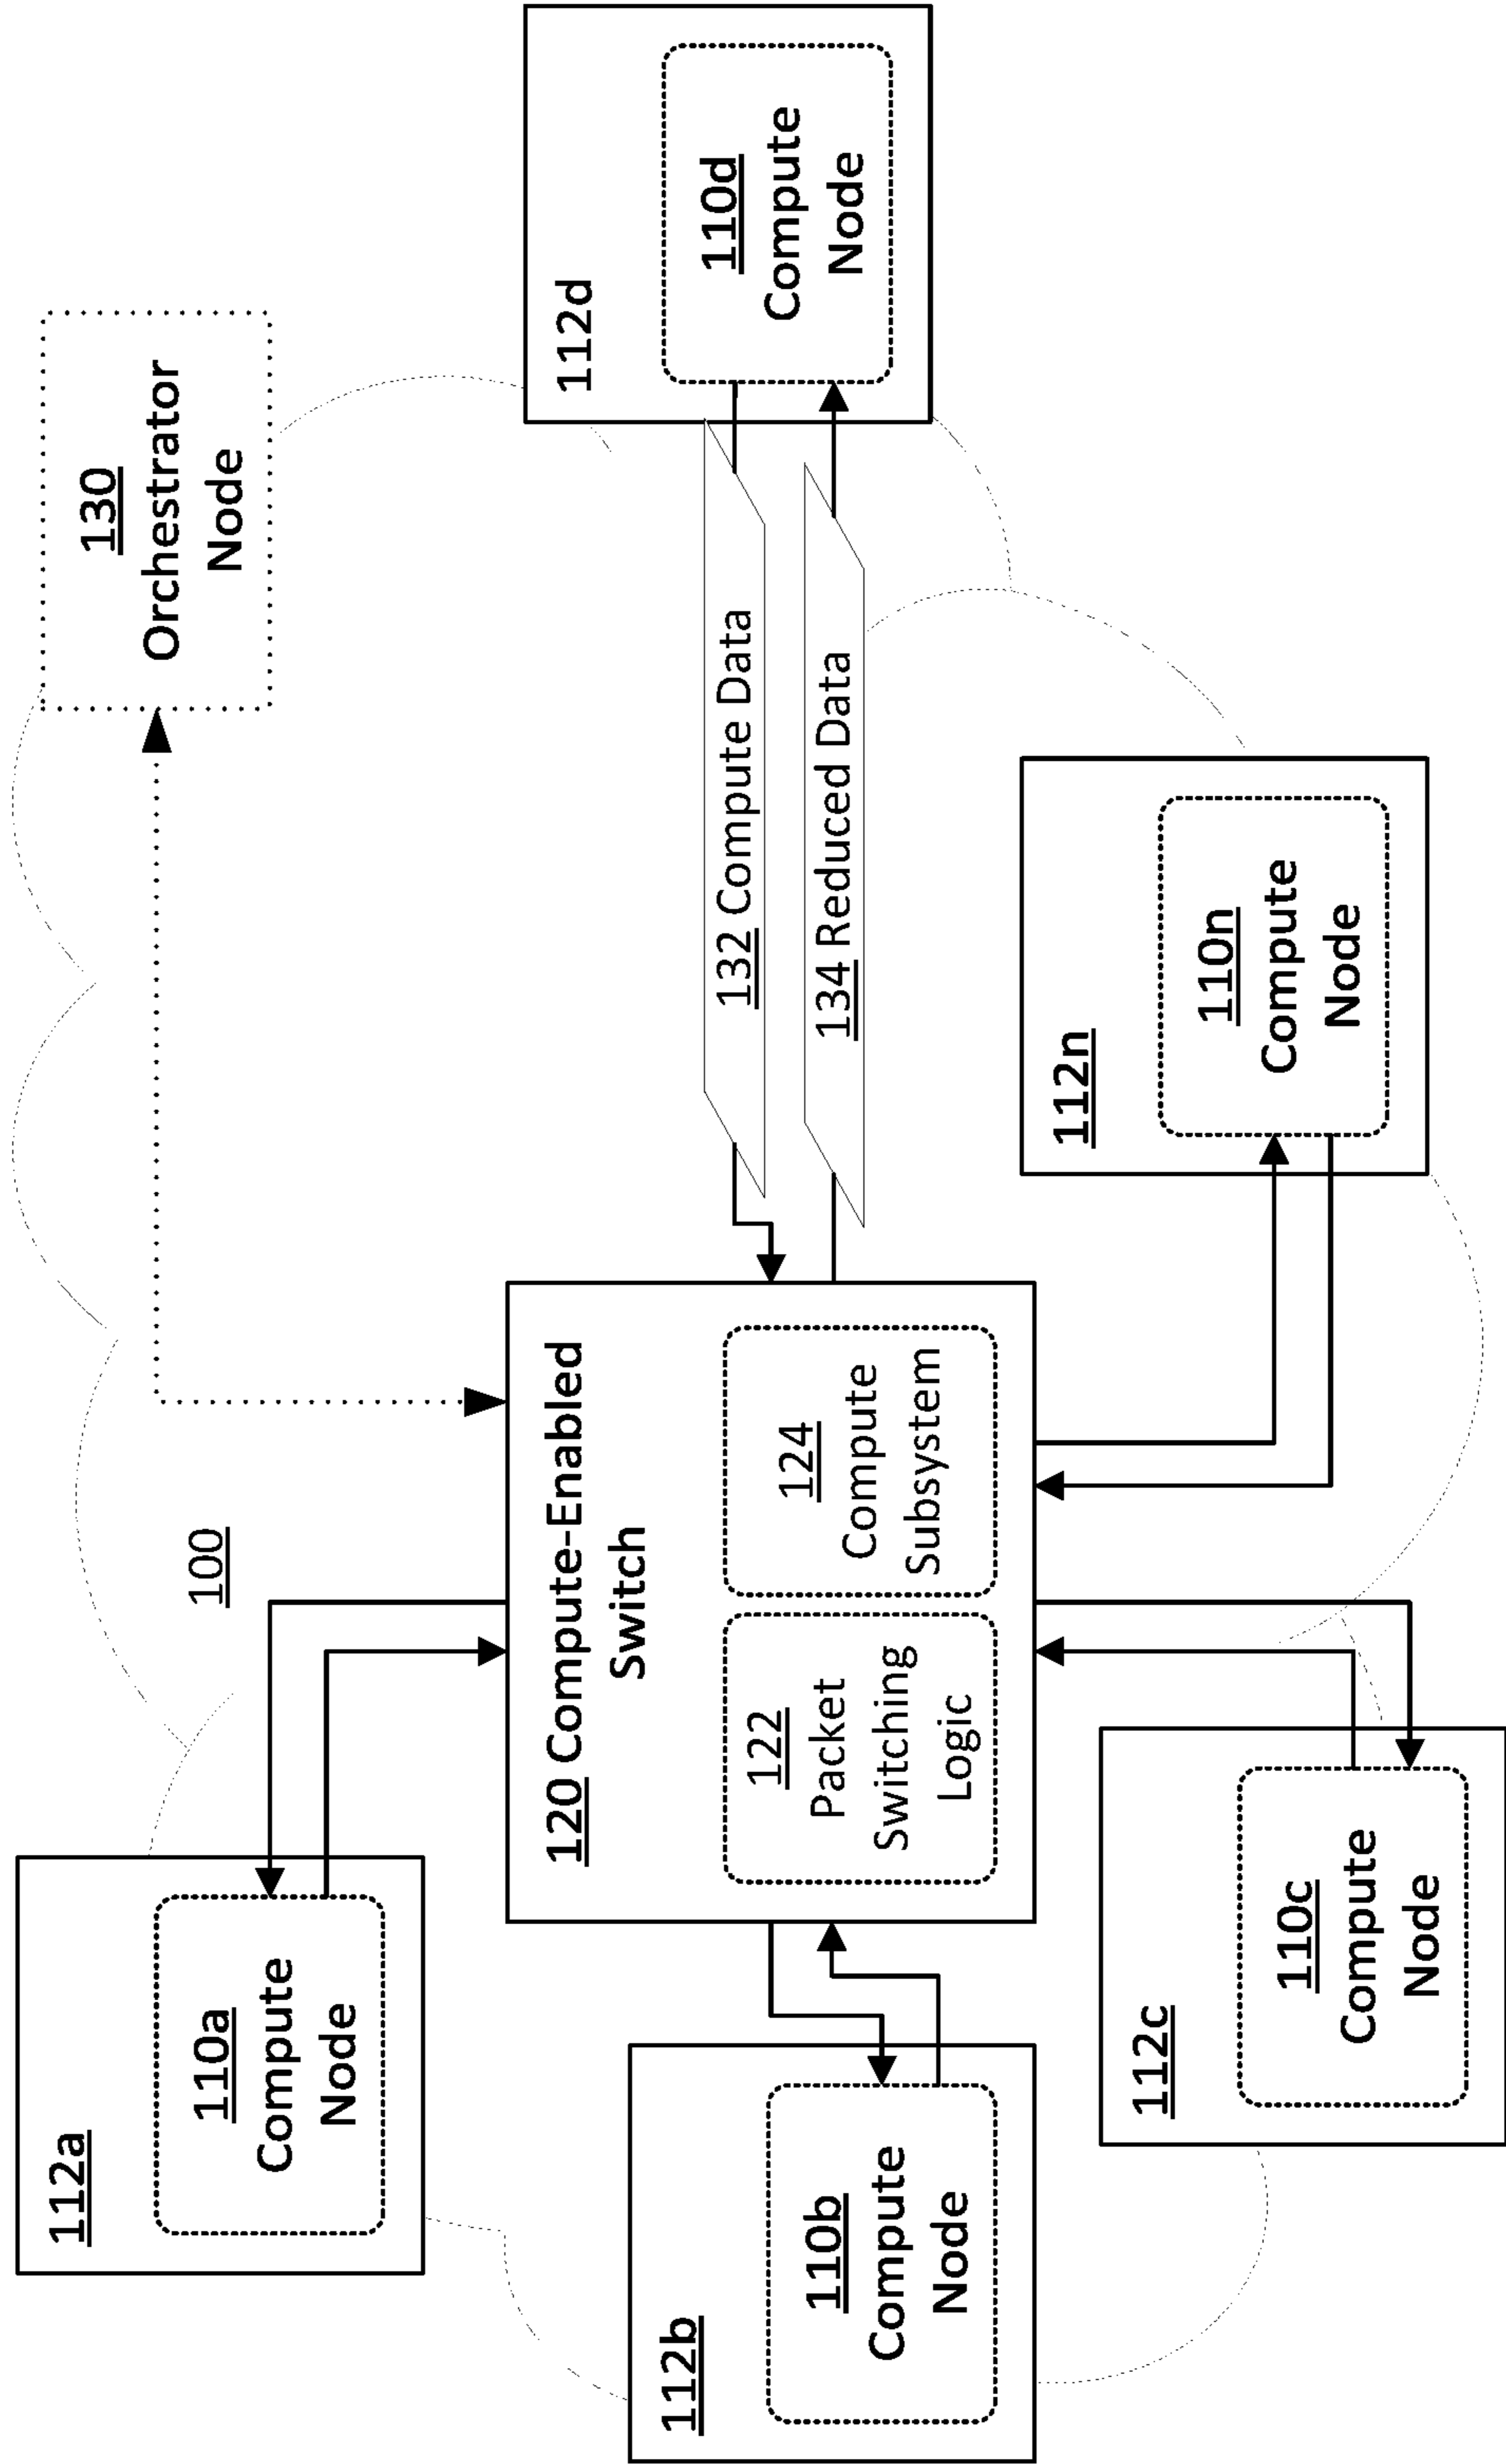 112a
110a
Compute
Node
100
130
Orchestrator
Node
120 Compute-Enabled
Switch
122
Packet
Switching
Logic
124
Compute
Subsystem
132 Compute Data
134 Reduced Data
112d
110d
Compute
Node
112b
110b
Compute
Node
112c
110c
Compute
Node
112n
110n
Compute
Node